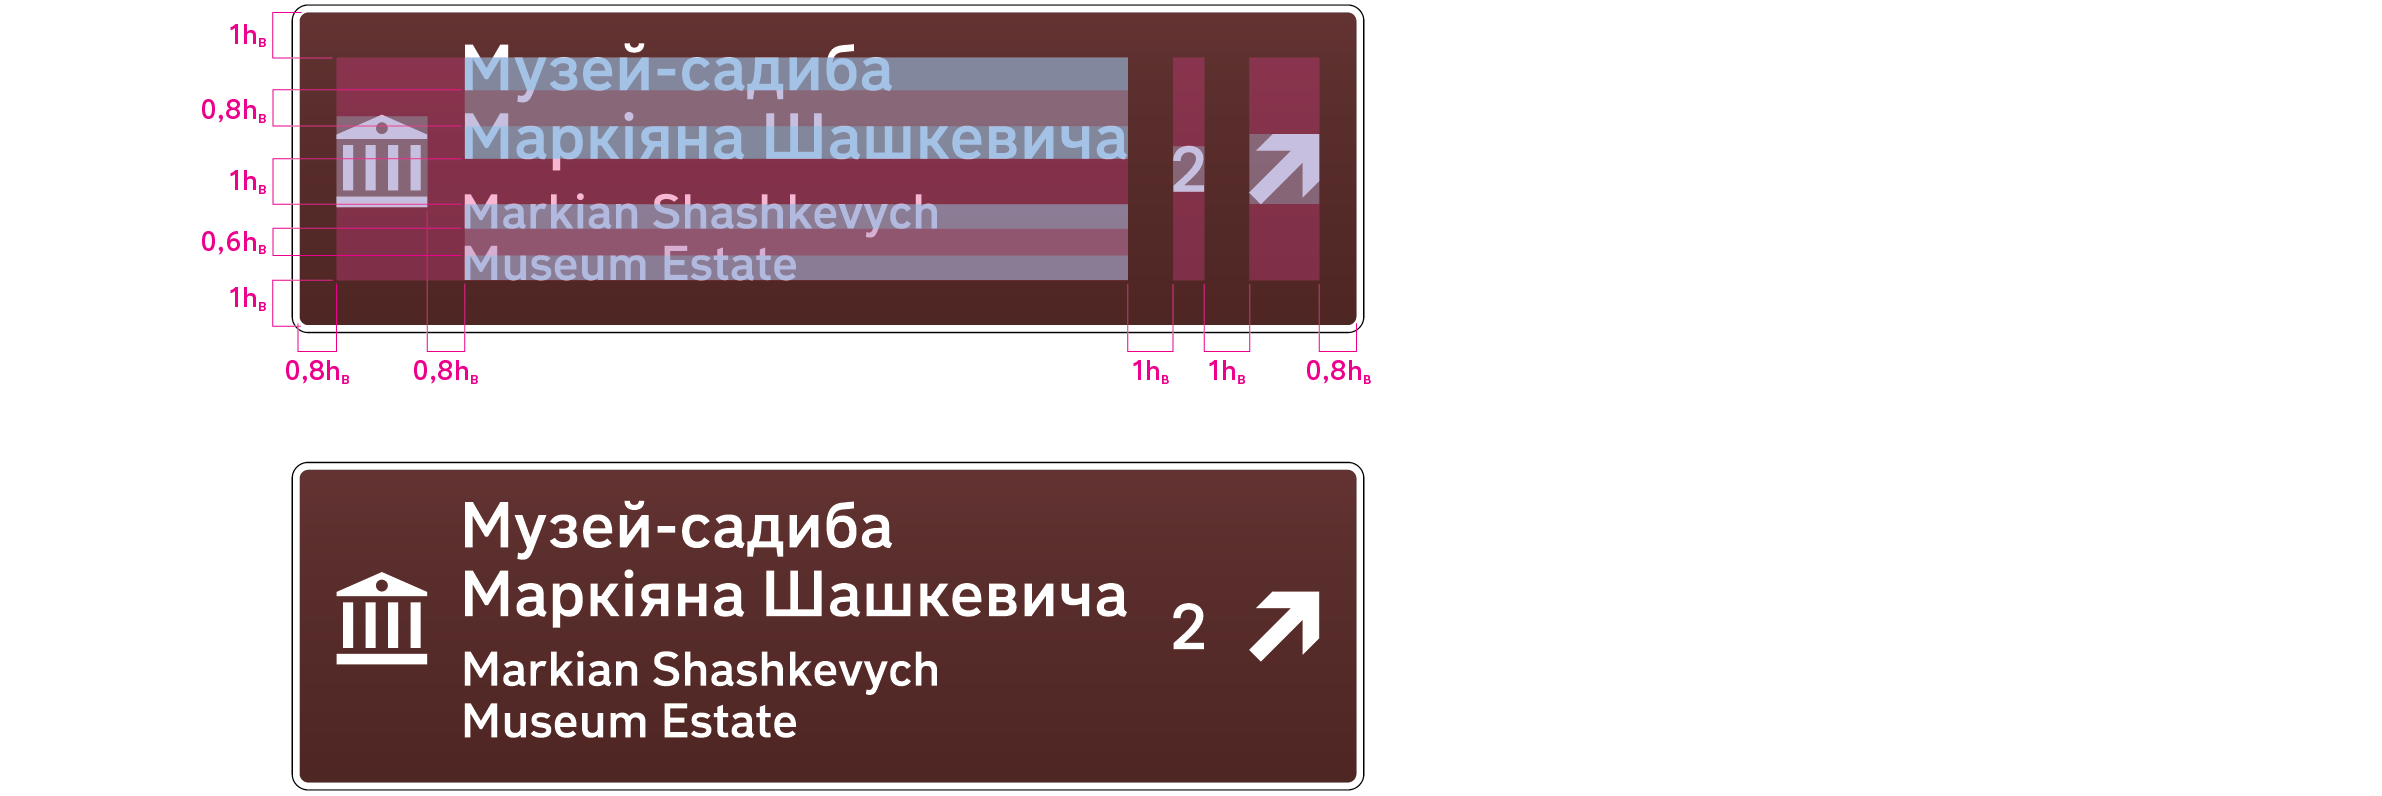 1hв
Музей-садиба
0,8hв
Маркіяна Шашкевича
1hв
2
Markian Shashkevych
0,6hв
Museum Estate
1hв
0,8hв 0,8hв 1hв 1hв 0,8hв
Музей-садиба
Маркіяна Шашкевича
2
Markian Shashkevych
Museum Estate